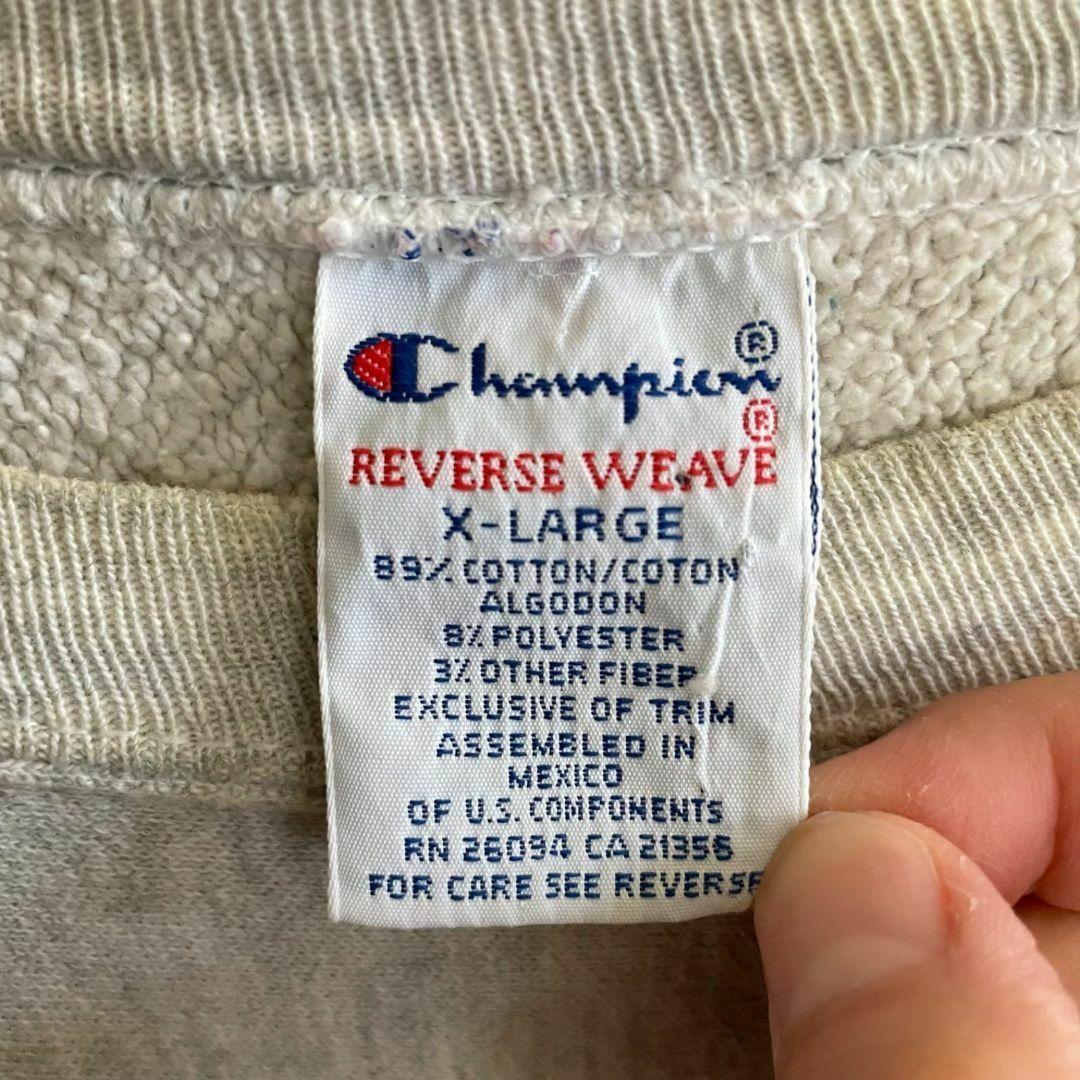 Champion®
REVERSE WEAVE®
X-LARGE
89% COTTON/COTON
ALGODON
8% POLYESTER
3% OTHER FIBER
EXCLUSIVE OF TRIM
ASSEMBLED IN
MEXICO
OF U.S. COMPONENTS
RN 26094 CA 21356
FOR CARE SEE REVERSE